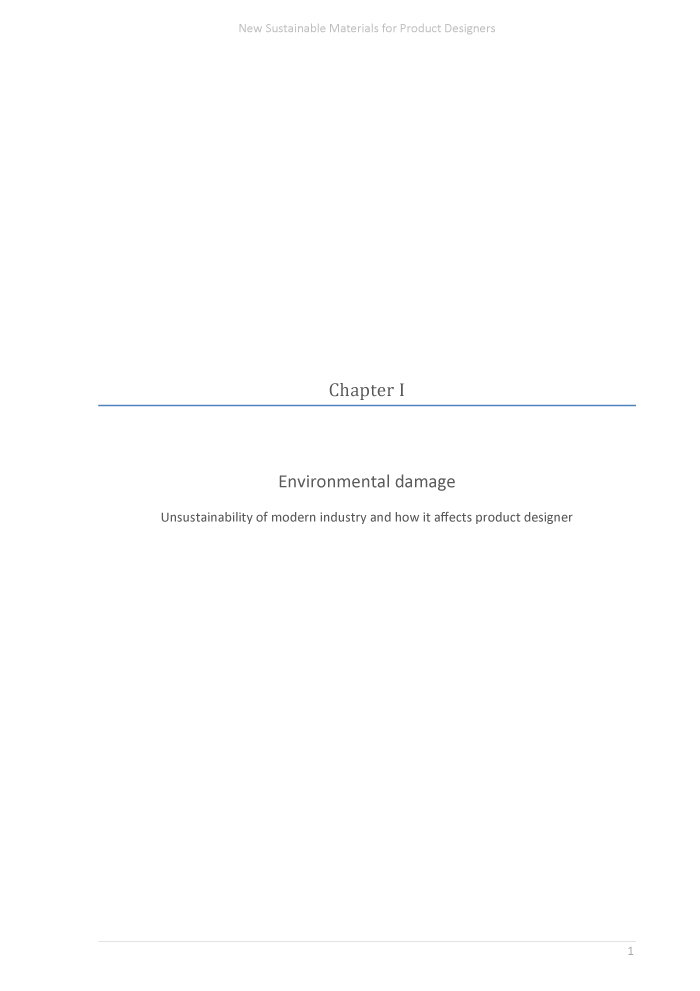 New Sustainable Materials for Product Designers
Chapter I
Environmental damage
Unsustainability of modern industry and how it affects product designer
1